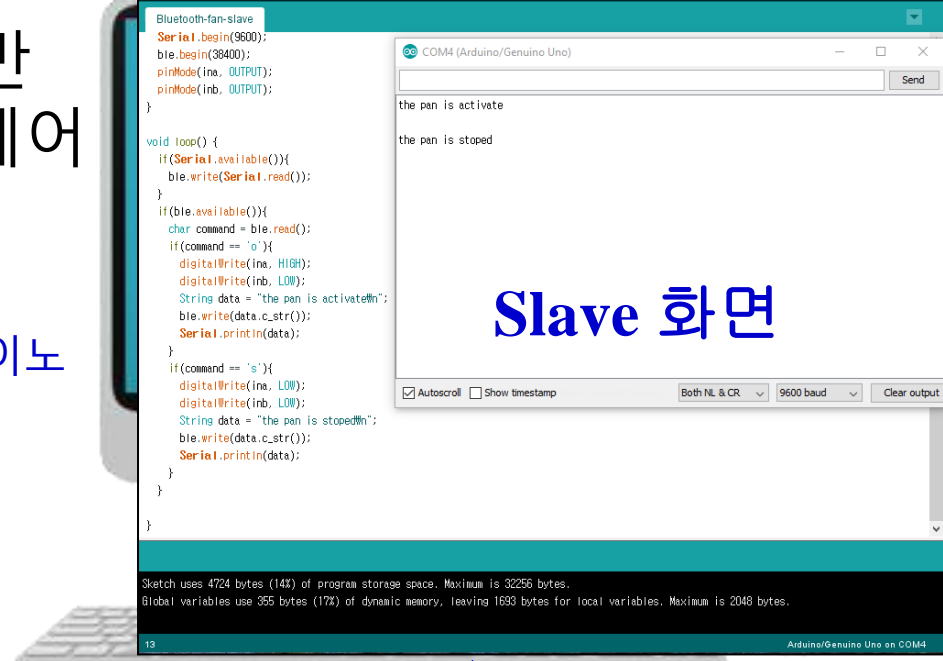 만
제어
이노
Bluetooth-fan-slave
Serial.begin(9600);
ble.begin(38400);
pinMode(ina, OUTPUT);
pinMode(inb, OUTPUT);
}
void loop() {
if(Serial.available()){
ble.write(Serial.read());
}
if(ble.available()){
char command = ble.read();
if(command == 'o'){
digitalWrite(ina, HIGH);
digitalWrite(inb, LOW);
String data = "the pan is activate₩n";
ble.write(data.c_str());
Serial.println(data);
}
if(command == 's'){
digitalWrite(ina, LOW);
digitalWrite(inb, LOW);
String data = "the pan is stoped₩n";
ble.write(data.c_str());
Serial.println(data);
}
}
}
COM4 (Arduino/Genuino Uno)
Send
the pan is activate
the pan is stoped
Slave 화면
Autoscroll Show timestamp Both NL & CR 9600 baud Clear output
Sketch uses 4724 bytes (14%) of program storage space. Maximum is 32256 bytes.
Global variables use 355 bytes (17%) of dynamic memory, leaving 1693 bytes for local variables. Maximum is 2048 bytes.
13 Arduino/Genuino Uno on COM4